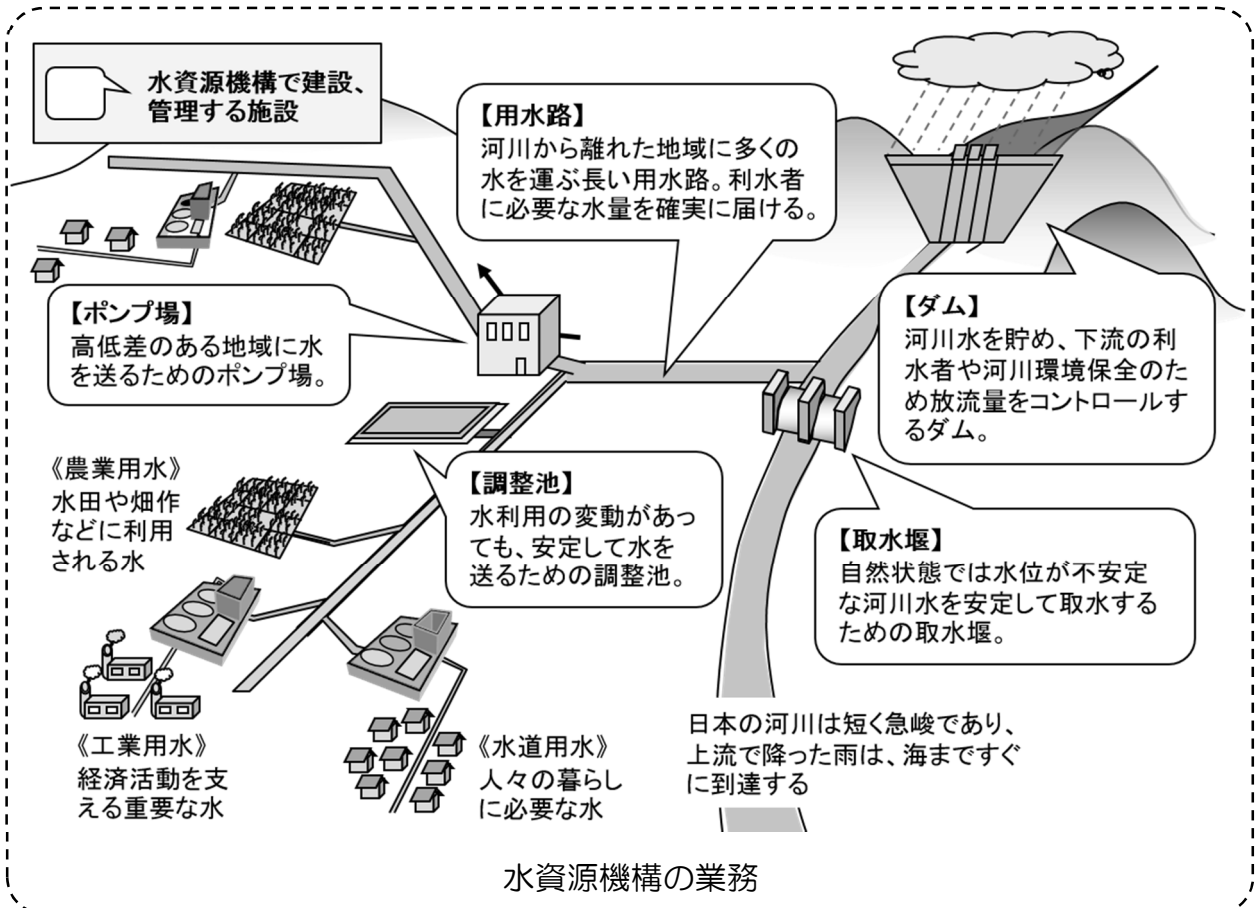 水資源機構で建設、
管理する施設
【用水路】
河川から離れた地域に多くの
水を運ぶ長い用水路。利水者
に必要な水量を確実に届ける。
【ポンプ場】
高低差のある地域に水
を送るためのポンプ場。
【ダム】
河川水を貯め、下流の利
水者や河川環境保全のた
め放流量をコントロールす
るダム。
【調整池】
水利用の変動があっ
ても、安定して水を
送るための調整池。
【取水堰】
自然状態では水位が不安定
な河川水を安定して取水する
ための取水堰。
《農業用水》
水田や畑作
などに利用
される水
《工業用水》
経済活動を支
える重要な水
《水道用水》
人々の暮らし
に必要な水
日本の河川は短く急峻であり、
上流で降った雨は、海まですぐ
に到達する
水資源機構の業務